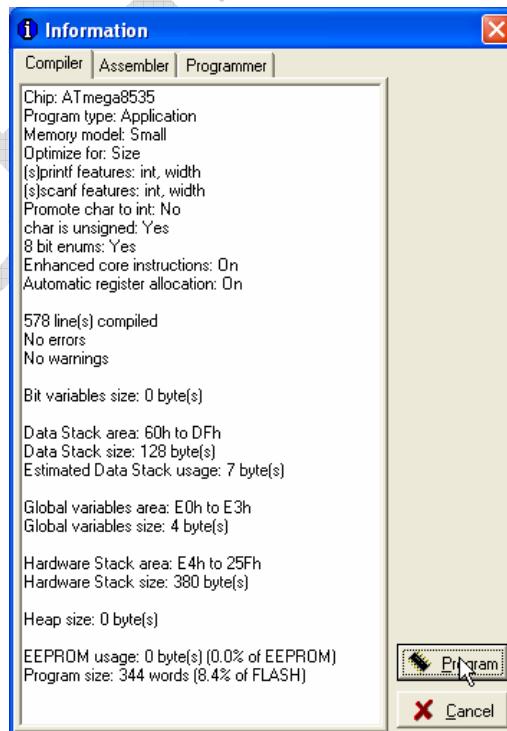 Information
Compiler Assembler Programmer
Chip: ATmega8535
Program type: Application
Memory model: Small
Optimize for: Size
(s)printf features: int, width
(s)scanf features: int, width
Promote char to int: No
char is unsigned: Yes
8 bit enums: Yes
Enhanced core instructions: On
Automatic register allocation: On
578 line(s) compiled
No errors
No warnings
Bit variables size: 0 byte(s)
Data Stack area: 60h to DFh
Data Stack size: 128 byte(s)
Estimated Data Stack usage: 7 byte(s)
Global variables area: E0h to E3h
Global variables size: 4 byte(s)
Hardware Stack area: E4h to 25Fh
Hardware Stack size: 380 byte(s)
Heap size: 0 byte(s)
EEPROM usage: 0 byte(s) (0.0% of EEPROM)
Program size: 344 words (8.4% of FLASH)
Program
Cancel